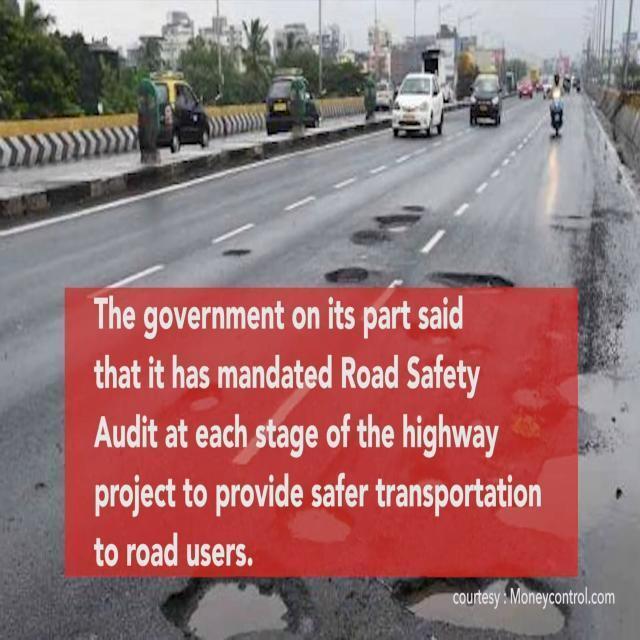 The government on its part said
that it has mandated Road Safety
Audit at each stage of the highway
project to provide safer transportation
to road users.
courtesy : Moneycontrol.com